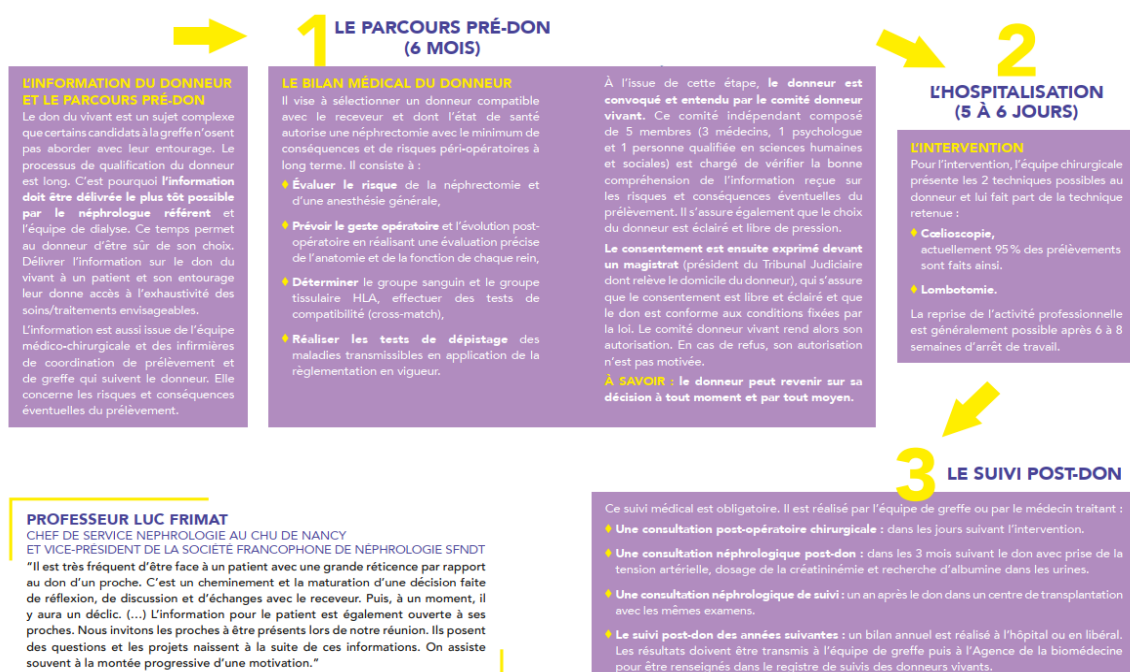 1
LE PARCOURS PRÉ-DON
(6 MOIS)
L'INFORMATION DU DONNEUR
ET LE PARCOURS PRÉ-DON
Le don du vivant est un sujet complexe
que certains candidats à la greffe n'osent
pas aborder avec leur entourage. Le
processus de qualification du donneur
est long. C'est pourquoi l'information
doit être délivrée le plus tôt possible
par le néphrologue référent et
l'équipe de dialyse. Ce temps permet
au donneur d'être sûr de son choix.
Délivrer l'information sur le don du
vivant à un patient et son entourage
leur donne accès à l'exhaustivité des
soins/traitements envisageables.
L'information est aussi issue de l'équipe
médico-chirurgicale et des infirmières
de coordination de prélèvement et
de greffe qui suivent le donneur. Elle
concerne les risques et conséquences
éventuelles du prélèvement.
LE BILAN MÉDICAL DU DONNEUR
Il vise à sélectionner un donneur compatible
avec le receveur et dont l'état de santé
autorise une néphrectomie avec le minimum de
conséquences et de risques péri-opératoires à
long terme. Il consiste à :
♦ Évaluer le risque de la néphrectomie et
d'une anesthésie générale,
♦ Prévoir le geste opératoire et l'évolution post-
opératoire en réalisant une évaluation précise
de l'anatomie et de la fonction de chaque rein,
♦ Déterminer le groupe sanguin et le groupe
tissulaire HLA, effectuer des tests de
compatibilité (cross-match),
♦ Réaliser les tests de dépistage des
maladies transmissibles en application de la
règlementation en vigueur.
À l'issue de cette étape, le donneur est
convoqué et entendu par le comité donneur
vivant. Ce comité indépendant composé
de 5 membres (3 médecins, 1 psychologue
et 1 personne qualifiée en sciences humaines
et sociales) est chargé de vérifier la bonne
compréhension de l'information reçue sur
les risques et conséquences éventuelles du
prélèvement. Il s'assure également que le choix
du donneur est éclairé et libre de pression.
Le consentement est ensuite exprimé devant
un magistrat (président du Tribunal Judiciaire
dont relève le domicile du donneur), qui s'assure
que le consentement est libre et éclairé et que
le don est conforme aux conditions fixées par
la loi. Le comité donneur vivant rend alors son
autorisation. En cas de refus, son autorisation
n'est pas motivée.
À SAVOIR : le donneur peut revenir sur sa
décision à tout moment et par tout moyen.
2
L'HOSPITALISATION
(5 À 6 JOURS)
L'INTERVENTION
Pour l'intervention, l'équipe chirurgicale
présente les 2 techniques possibles au
donneur et lui fait part de la technique
retenue :
♦ Cœlioscopie,
actuellement 95 % des prélèvements
sont faits ainsi.
♦ Lombotomie.
La reprise de l'activité professionnelle
est généralement possible après 6 à 8
semaines d'arrêt de travail.
3
LE SUIVI POST-DON
Ce suivi médical est obligatoire. Il est réalisé par l'équipe de greffe ou par le médecin traitant :
♦ Une consultation post-opératoire chirurgicale : dans les jours suivant l'intervention.
♦ Une consultation néphrologique post-don : dans les 3 mois suivant le don avec prise de la
tension artérielle, dosage de la créatininémie et recherche d'albumine dans les urines.
♦ Une consultation néphrologique de suivi : un an après le don dans un centre de transplantation
avec les mêmes examens.
♦ Le suivi post-don des années suivantes : un bilan annuel est réalisé à l'hôpital ou en libéral.
Les résultats doivent être transmis à l'équipe de greffe puis à l'Agence de la biomédecine
pour être renseignés dans le registre de suivis des donneurs vivants.
PROFESSEUR LUC FRIMAT
CHEF DE SERVICE NEPHROLOGIE AU CHU DE NANCY
ET VICE-PRÉSIDENT DE LA SOCIÉTÉ FRANCOPHONE DE NÉPHROLOGIE SFNDT
"Il est très fréquent d'être face à un patient avec une grande réticence par rapport
au don d'un proche. C'est un cheminement et la maturation d'une décision faite
de réflexion, de discussion et d'échanges avec le receveur. Puis, à un moment, il
y aura un déclic. (...) L'information pour le patient est également ouverte à ses
proches. Nous invitons les proches à être présents lors de notre réunion. Ils posent
des questions et les projets naissent à la suite de ces informations. On assiste
souvent à la montée progressive d'une motivation."